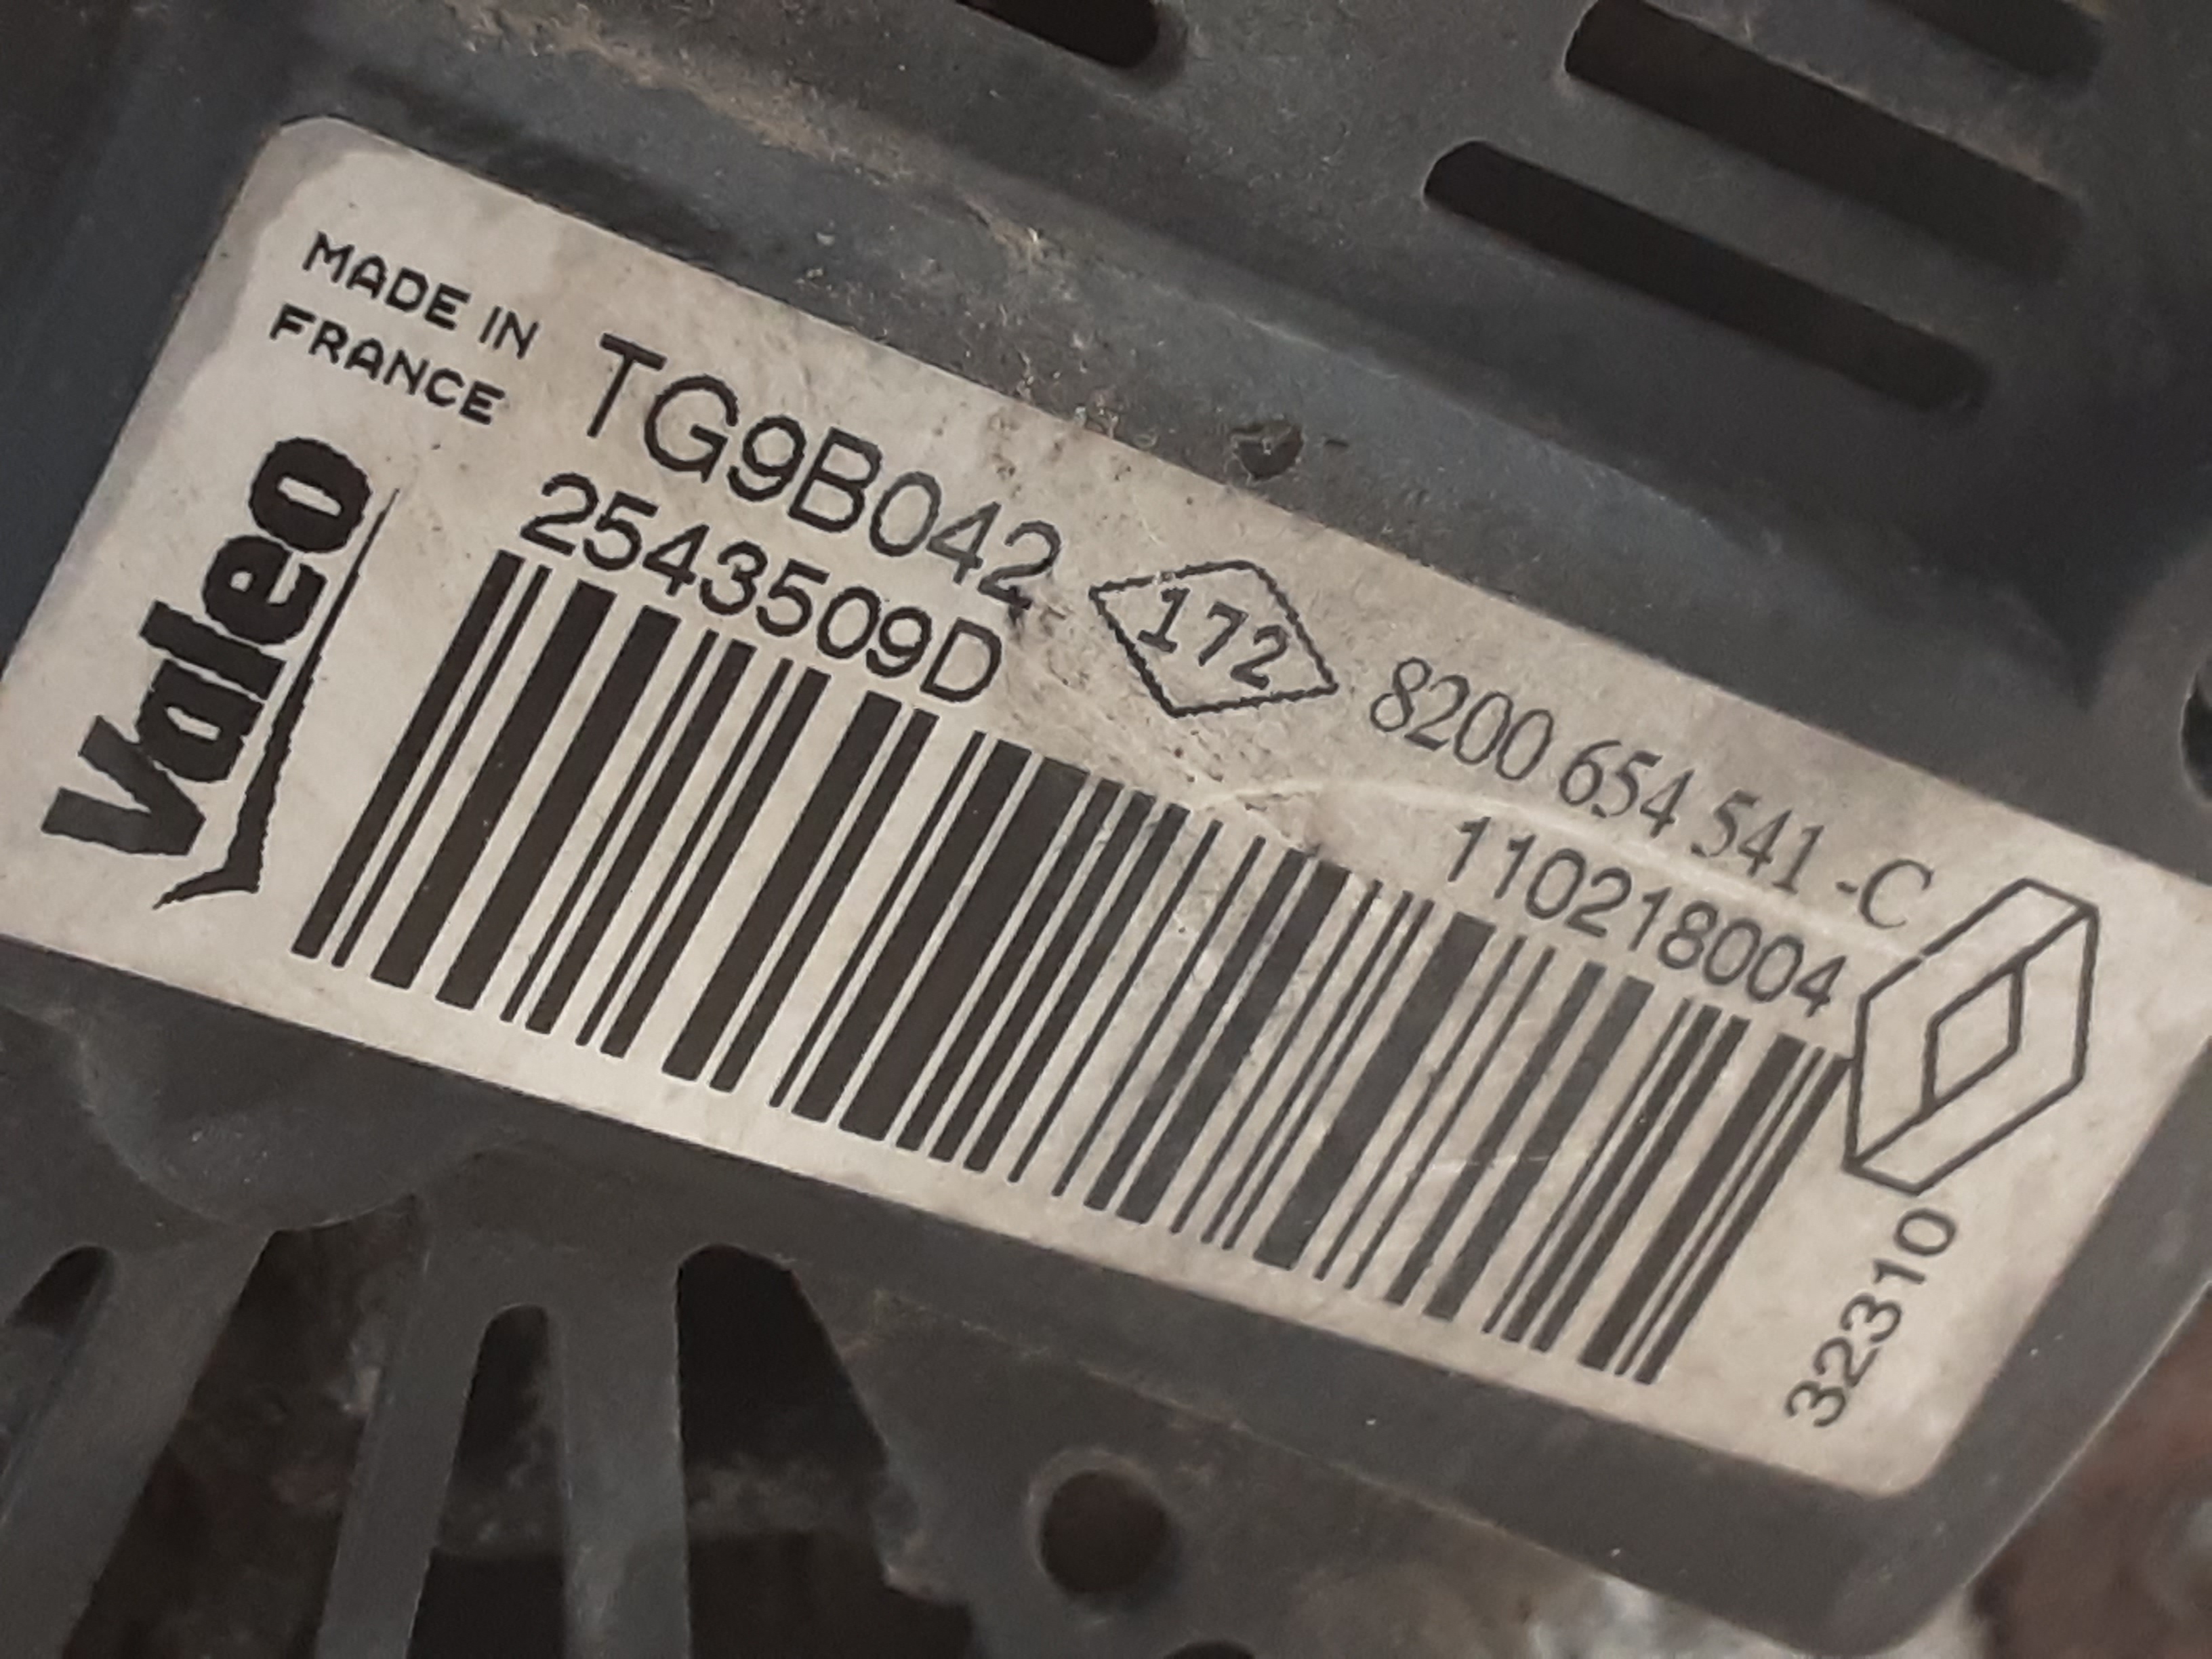 MADE IN
FRANCE
Valeo
TG9B042
2543509D
172
8200 654 541 -C
110218004
32310